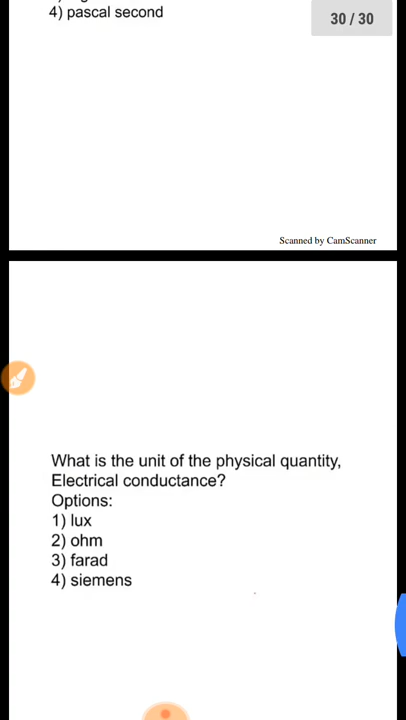 4) pascal second
30 / 30
Scanned by CamScanner
What is the unit of the physical quantity,
Electrical conductance?
Options:
1) lux
2) ohm
3) farad
4) siemens